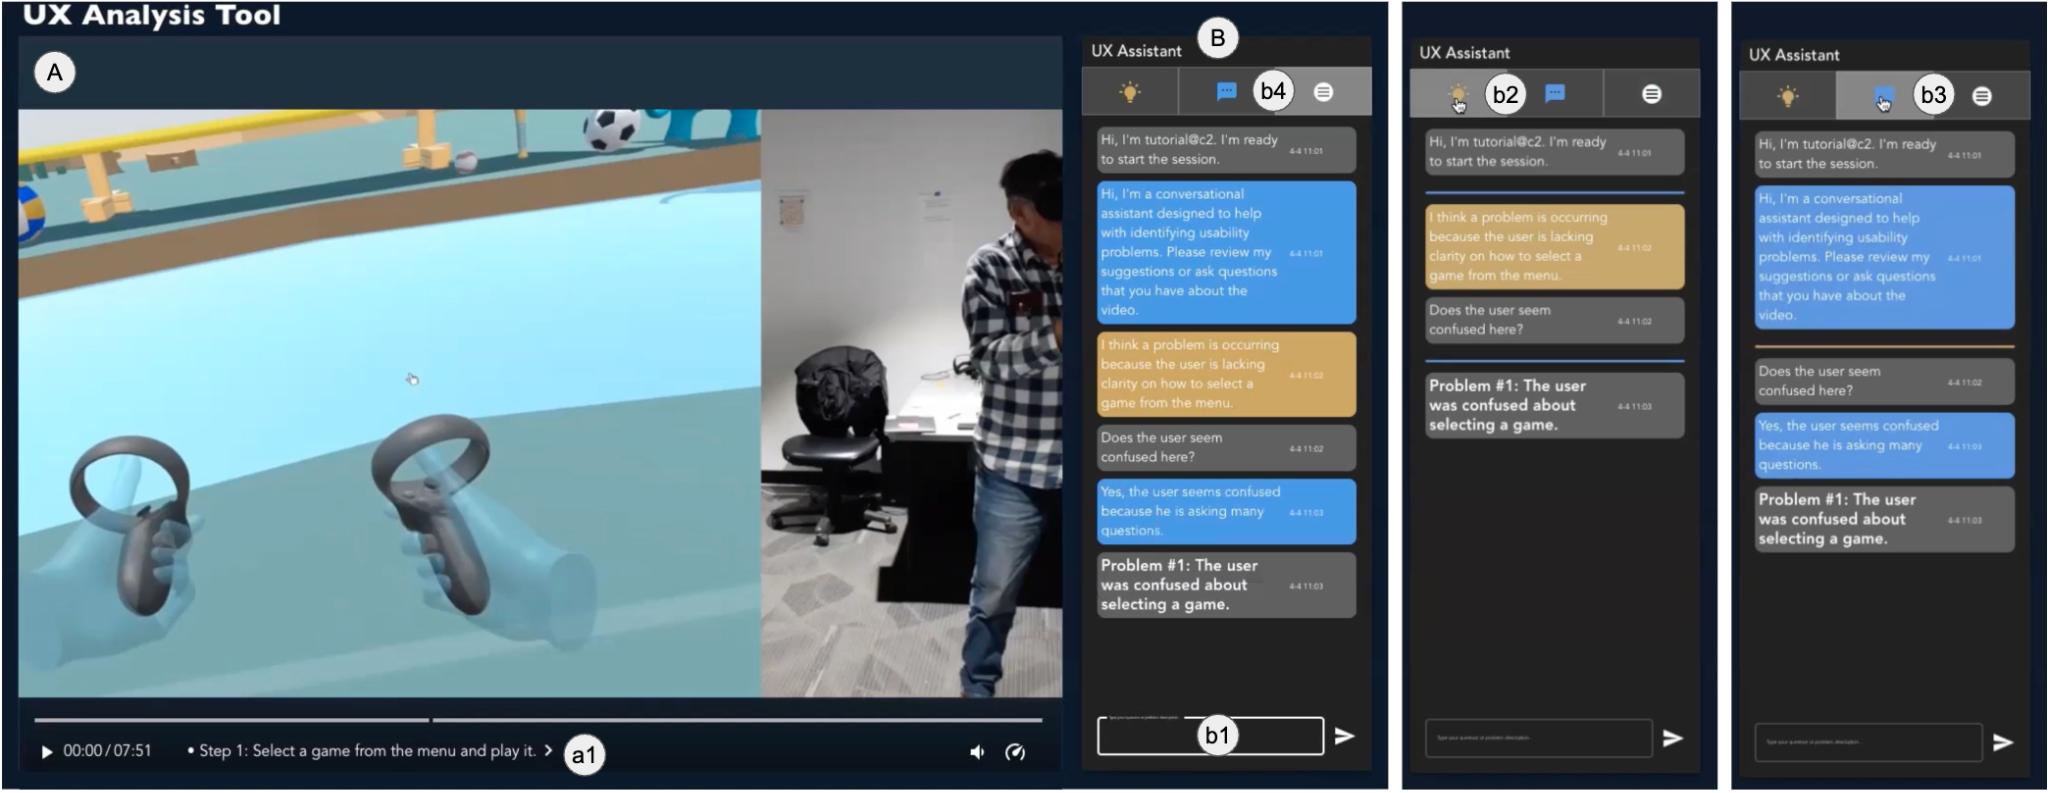 UX Analysis Tool
A
B
UX Assistant
b4
Hi, I'm tutorial@c2. I'm ready
to start the session.
4-4 11:01
Hi, I'm a conversational
assistant designed to help
with identifying usability
problems. Please review my
suggestions or ask questions
that you have about the
video.
4-4 11:01
I think a problem is occurring
because the user is lacking
clarity on how to select a
game from the menu.
4-4 11:02
Does the user seem
confused here?
4-4 11:02
Yes, the user seems confused
because he is asking many
questions.
4-4 11:03
Problem #1: The user
was confused about
selecting a game.
4-4 11:03
Type your question or problem description...
b1
00:00 / 07:51
• Step 1: Select a game from the menu and play it. >
a1
UX Assistant
b2
Hi, I'm tutorial@c2. I'm ready
to start the session.
4-4 11:01
I think a problem is occurring
because the user is lacking
clarity on how to select a
game from the menu.
4-4 11:02
Does the user seem
confused here?
4-4 11:02
Problem #1: The user
was confused about
selecting a game.
4-4 11:03
Type your question or problem description...
UX Assistant
b3
Hi, I'm tutorial@c2. I'm ready
to start the session.
4-4 11:01
Hi, I'm a conversational
assistant designed to help
with identifying usability
problems. Please review my
suggestions or ask questions
that you have about the
video.
4-4 11:01
Does the user seem
confused here?
4-4 11:02
Yes, the user seems confused
because he is asking many
questions.
4-4 11:03
Problem #1: The user
was confused about
selecting a game.
4-4 11:03
Type your question or problem description...